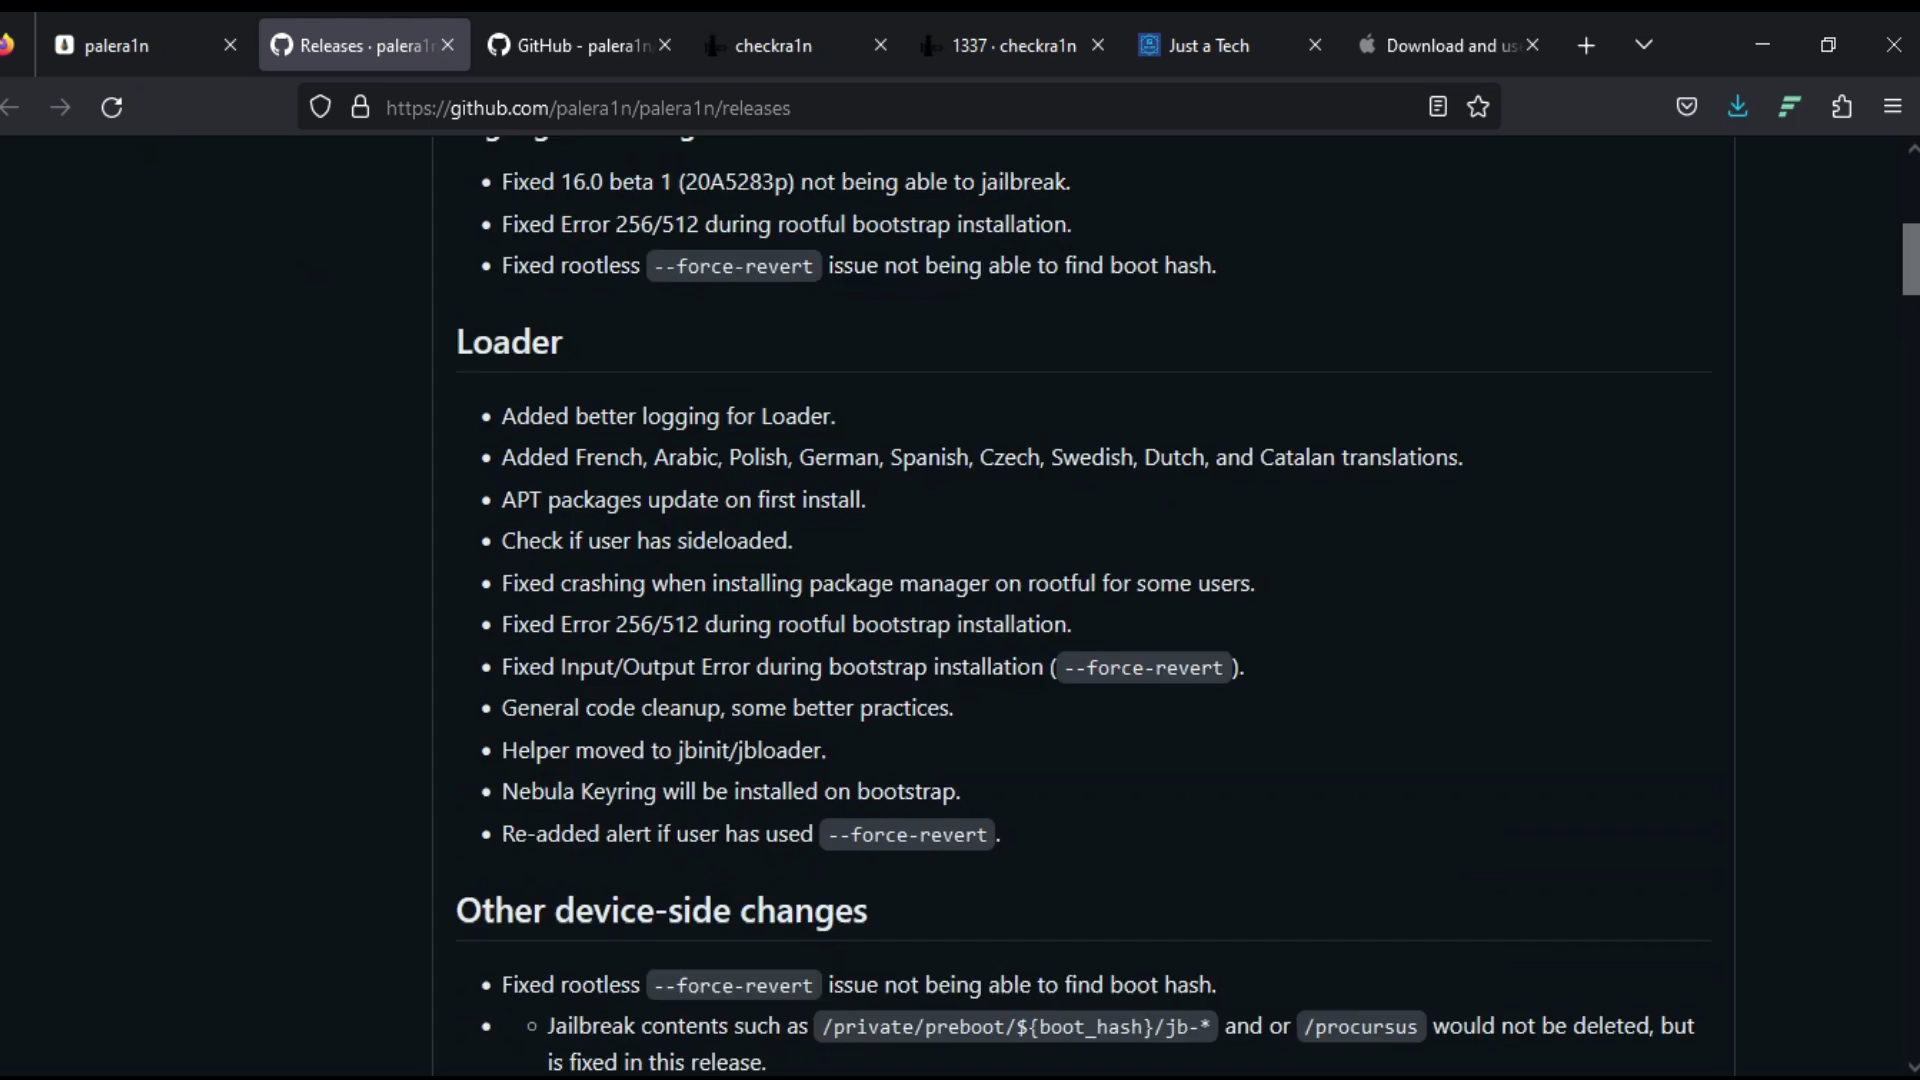 palera1n
Releases · palera1n
GitHub - palera1n
checkra1n
1337 · checkra1n
Just a Tech
Download and us
https://github.com/palera1n/palera1n/releases
Fixed 16.0 beta 1 (20A5283p) not being able to jailbreak.
Fixed Error 256/512 during rootful bootstrap installation.
Fixed rootless --force-revert issue not being able to find boot hash.
Loader
Added better logging for Loader.
Added French, Arabic, Polish, German, Spanish, Czech, Swedish, Dutch, and Catalan translations.
APT packages update on first install.
Check if user has sideloaded.
Fixed crashing when installing package manager on rootful for some users.
Fixed Error 256/512 during rootful bootstrap installation.
Fixed Input/Output Error during bootstrap installation (--force-revert).
General code cleanup, some better practices.
Helper moved to jbinit/jbloader.
Nebula Keyring will be installed on bootstrap.
Re-added alert if user has used --force-revert.
Other device-side changes
Fixed rootless --force-revert issue not being able to find boot hash.
Jailbreak contents such as /private/preboot/${boot_hash}/jb-* and or /procursus would not be deleted, but
is fixed in this release.